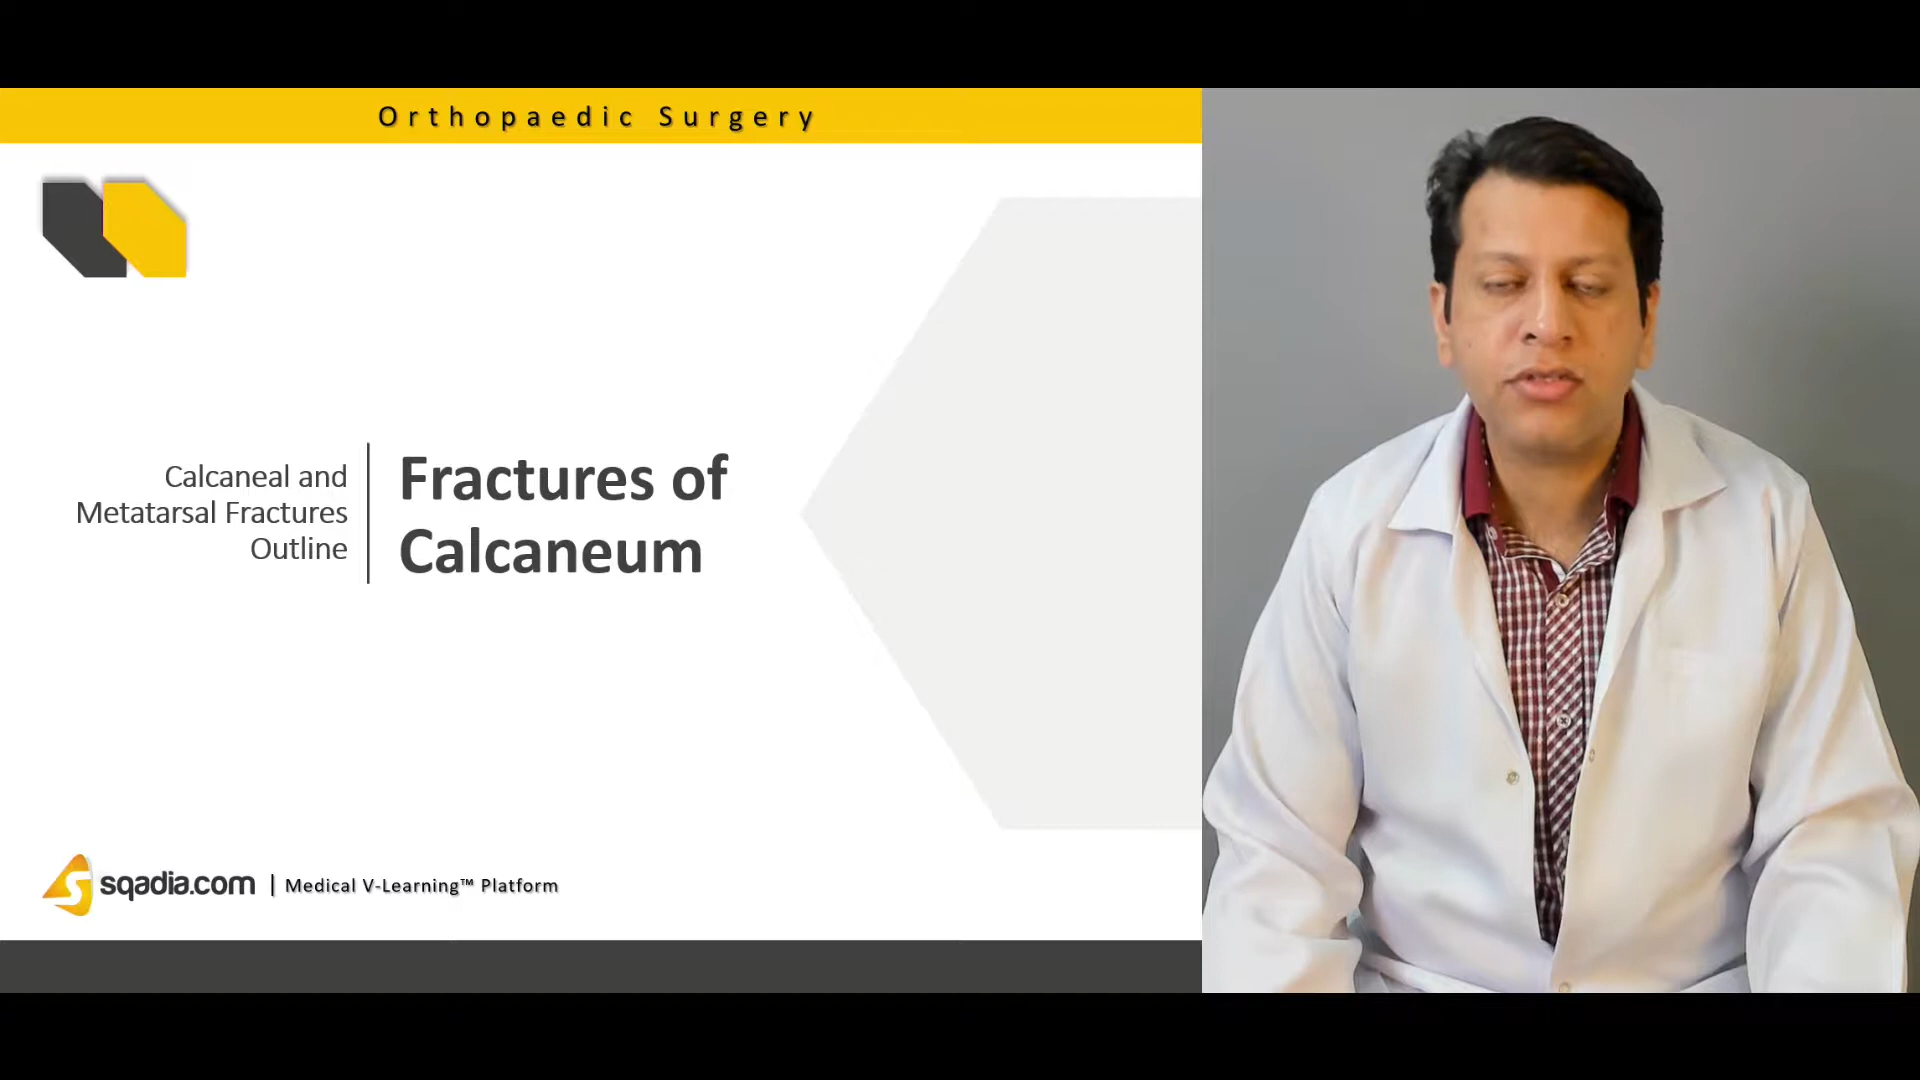 Orthopaedic Surgery
Calcaneal and
Metatarsal Fractures
Outline
Fractures of
Calcaneum
sqadia.com | Medical V-Learning™ Platform